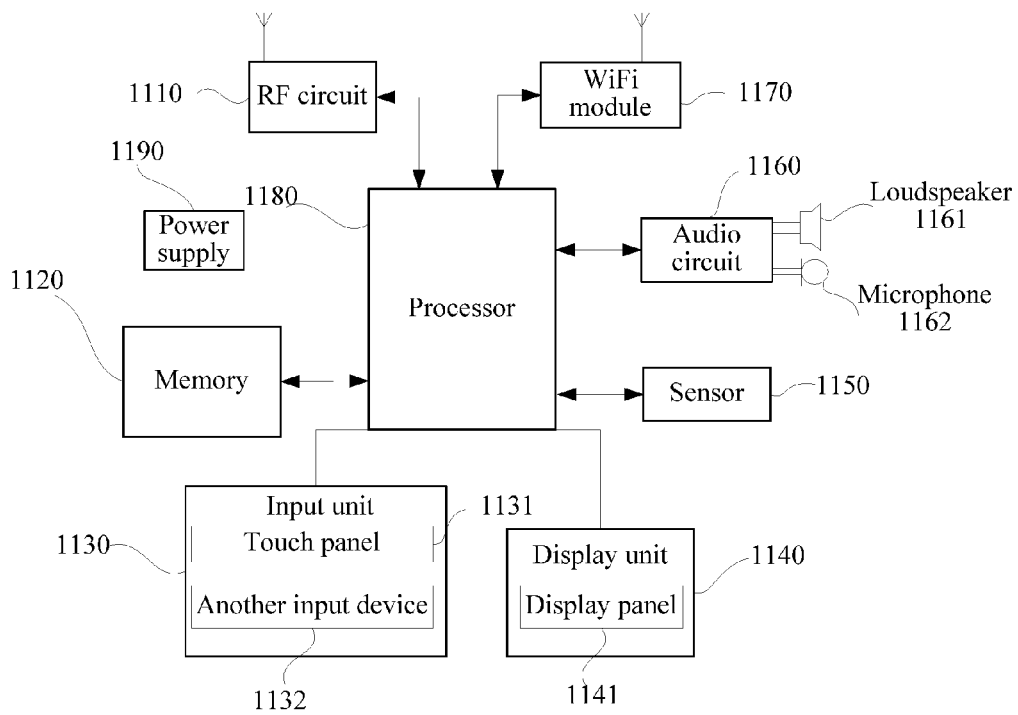 1110
RF circuit
WiFi
module
1170
1190
Power
supply
1180
1160
Audio
circuit
Loudspeaker
1161
Microphone
1162
1120
Memory
Processor
Sensor
1150
Input unit
1131
Touch panel
1130
Another input device
1132
Display unit
1140
Display panel
1141